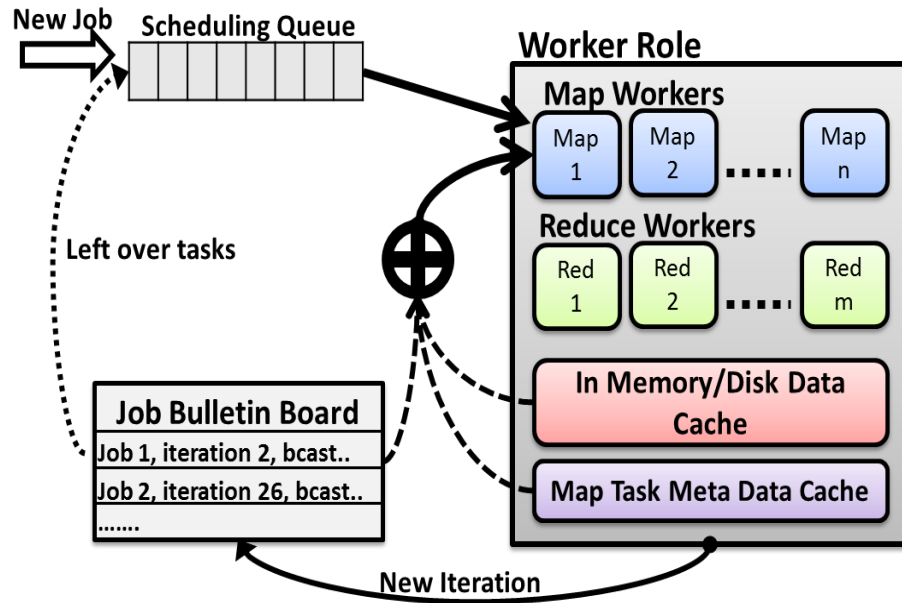 New Job
Scheduling Queue
Worker Role
Map Workers
Map
1
Map
2
.....
Map
n
Left over tasks
Reduce Workers
Red
1
Red
2
....
Red
m
In Memory/Disk Data
Cache
Job Bulletin Board
Job 1, iteration 2, bcast..
Job 2, iteration 26, bcast..
.......
Map Task Meta Data Cache
New Iteration